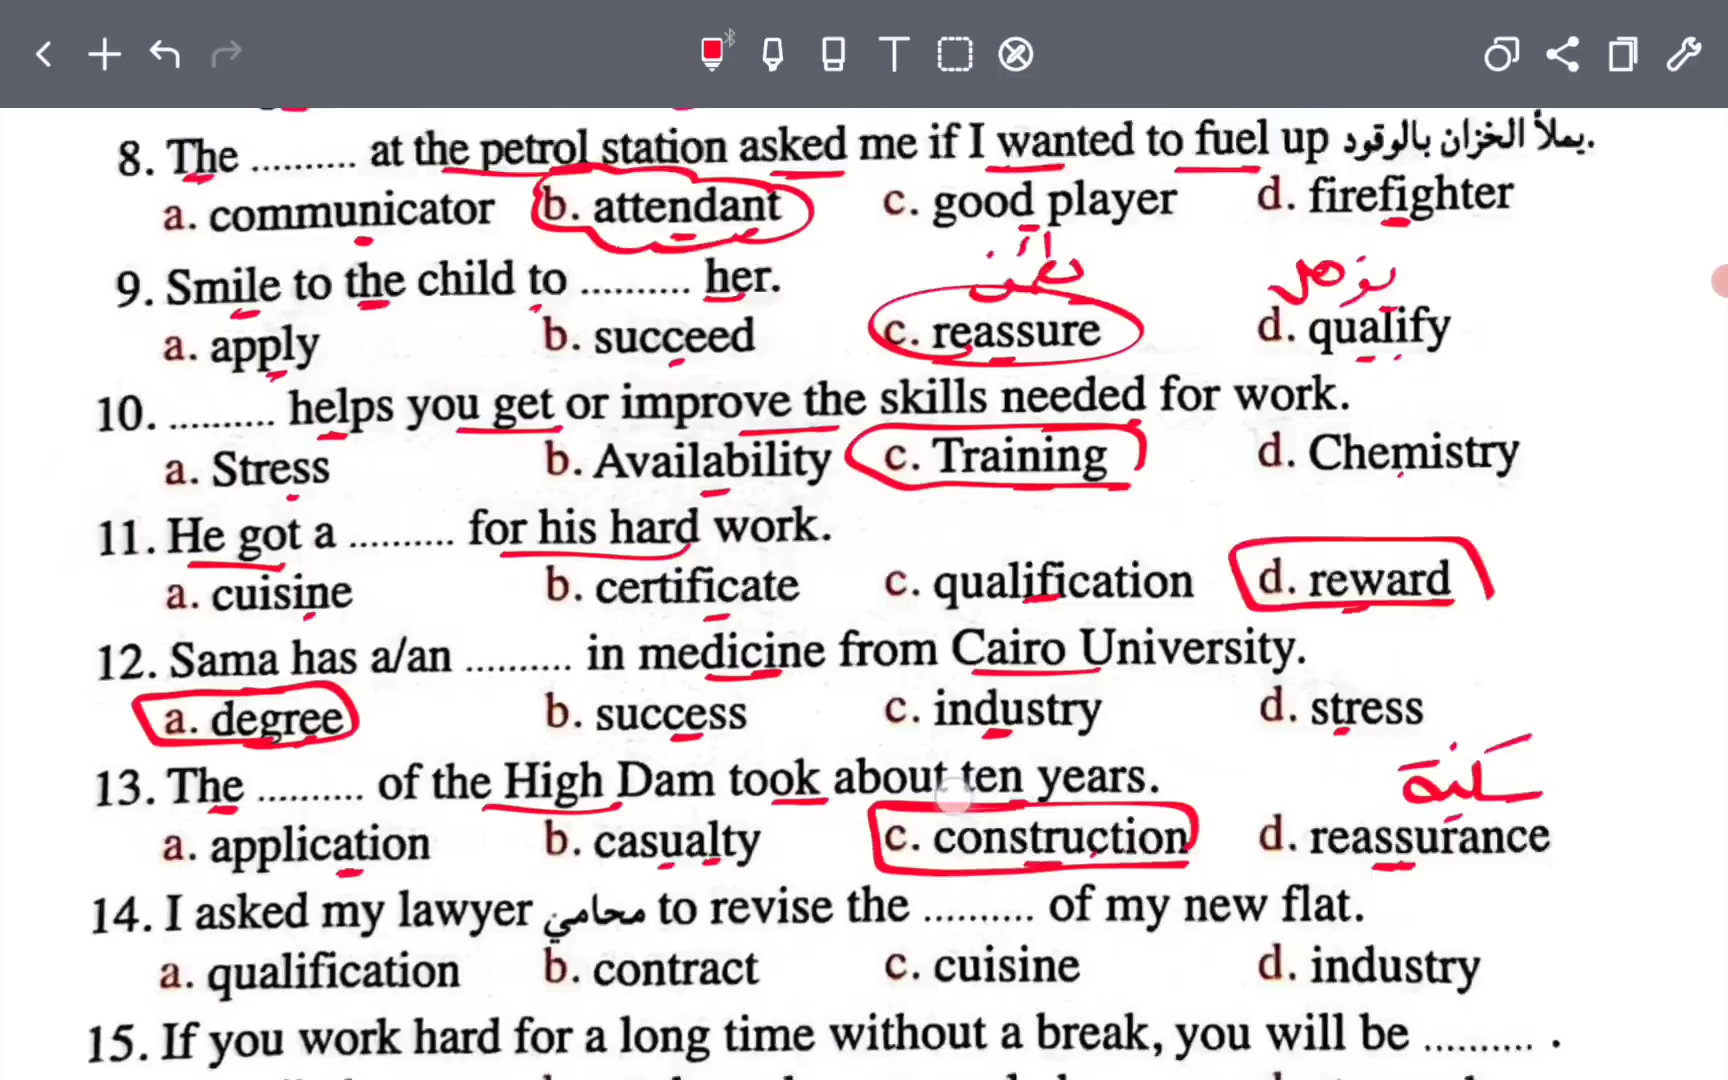 8. The .......... at the petrol station asked me if I wanted to fuel up يملأ الخزان بالوقود.
a. communicator b. attendant c. good player d. firefighter
9. Smile to the child to .......... her.
يطمئن يؤهل
a. apply b. succeed c. reassure d. qualify
10. .......... helps you get or improve the skills needed for work.
a. Stress b. Availability c. Training d. Chemistry
11. He got a .......... for his hard work.
a. cuisine b. certificate c. qualification d. reward
12. Sama has a/an .......... in medicine from Cairo University.
a. degree b. success c. industry d. stress
13. The .......... of the High Dam took about ten years.
a. application b. casualty c. construction d. reassurance
14. I asked my lawyer محامي to revise the .......... of my new flat.
a. qualification b. contract c. cuisine d. industry
15. If you work hard for a long time without a break, you will be .......... .